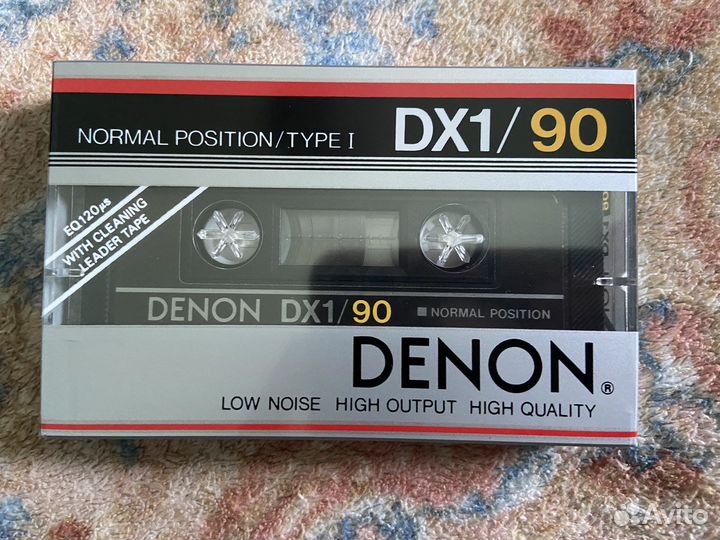 NORMAL POSITION/TYPE I DX1/90
EQ120μs
WITH CLEANING
LEADER TAPE
DENON DX1/90 ■ NORMAL POSITION
DENON®
LOW NOISE HIGH OUTPUT HIGH QUALITY
Avito